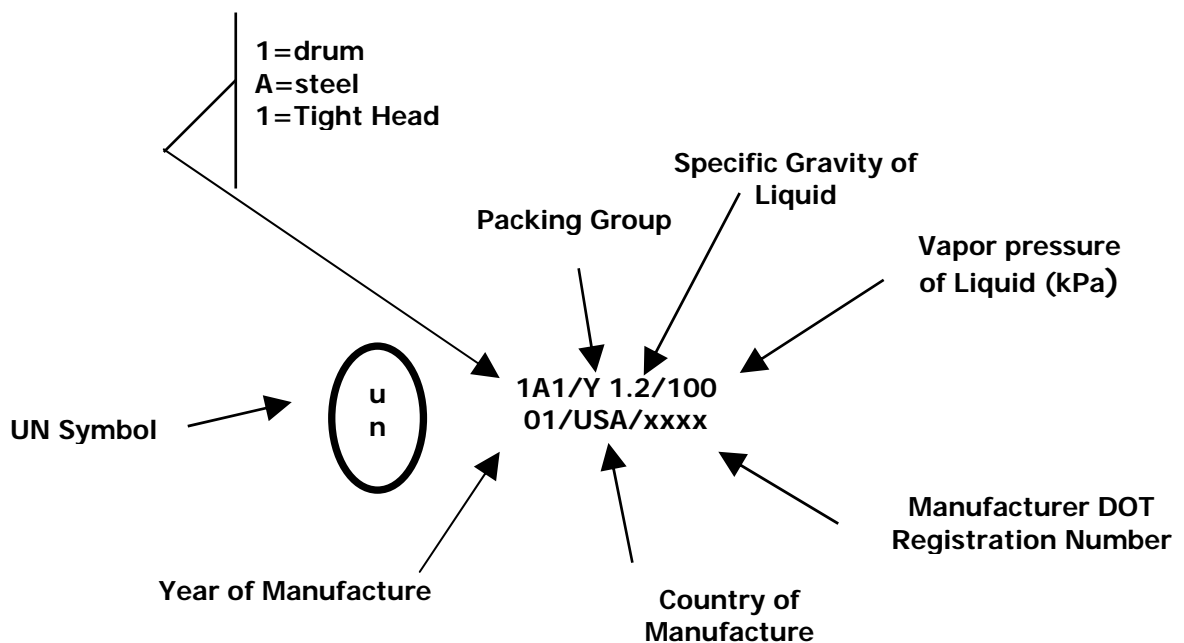 1=drum
A=steel
1=Tight Head
Specific Gravity of
Liquid
Packing Group
Vapor pressure
of Liquid (kPa)
u
n
1A1/Y 1.2/100
01/USA/xxxx
UN Symbol
Manufacturer DOT
Registration Number
Year of Manufacture
Country of
Manufacture